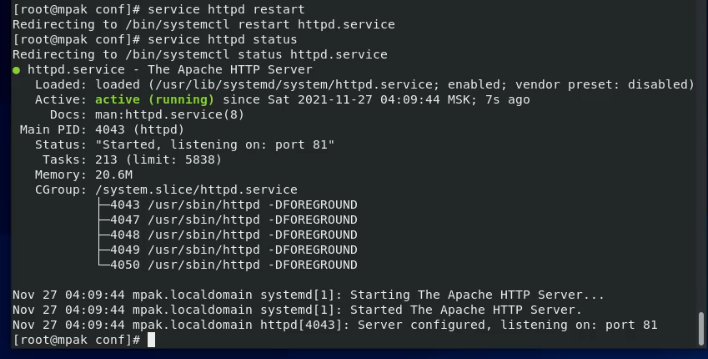 [root@mpak conf]# service httpd restart
Redirecting to /bin/systemctl restart httpd.service
[root@mpak conf]# service httpd status
Redirecting to /bin/systemctl status httpd.service
● httpd.service - The Apache HTTP Server
   Loaded: loaded (/usr/lib/systemd/system/httpd.service; enabled; vendor preset: disabled)
   Active: active (running) since Sat 2021-11-27 04:09:44 MSK; 7s ago
     Docs: man:httpd.service(8)
 Main PID: 4043 (httpd)
   Status: "Started, listening on: port 81"
    Tasks: 213 (limit: 5838)
   Memory: 20.6M
   CGroup: /system.slice/httpd.service
           ├─4043 /usr/sbin/httpd -DFOREGROUND
           ├─4047 /usr/sbin/httpd -DFOREGROUND
           ├─4048 /usr/sbin/httpd -DFOREGROUND
           ├─4049 /usr/sbin/httpd -DFOREGROUND
           └─4050 /usr/sbin/httpd -DFOREGROUND

Nov 27 04:09:44 mpak.localdomain systemd[1]: Starting The Apache HTTP Server...
Nov 27 04:09:44 mpak.localdomain systemd[1]: Started The Apache HTTP Server.
Nov 27 04:09:44 mpak.localdomain httpd[4043]: Server configured, listening on: port 81
[root@mpak conf]#